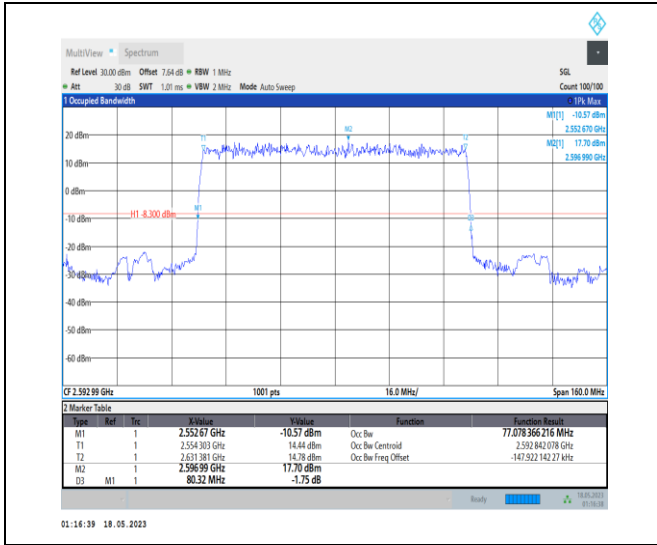 MultiView Spectrum
Ref Level 30.00 dBm Offset 7.64 dB RBW 1 MHz SGL
Att 30 dB SWT 1.01 ms VBW 2 MHz Mode Auto Sweep Count 100/100
1 Occupied Bandwidth 1Pk Max
M1[1] -10.57 dBm
2.552 670 GHz
M2[1] 17.70 dBm
2.596 990 GHz
M2
T1
T2
20 dBm
10 dBm
0 dBm
M1
H1 -8.300 dBm
-10 dBm
D3
-20 dBm
-30 dBm
-40 dBm
-50 dBm
-60 dBm
CF 2.592 99 GHz 1001 pts 16.0 MHz/ Span 160.0 MHz
2 Marker Table
Type Ref Trc X-Value Y-Value Function Function Result
M1 1 2.552 67 GHz -10.57 dBm Occ Bw 77.078 366 216 MHz
T1 1 2.554 303 GHz 14.44 dBm Occ Bw Centroid 2.592 842 078 GHz
T2 1 2.631 381 GHz 14.78 dBm Occ Bw Freq Offset -147.922 142 27 kHz
M2 1 2.596 99 GHz 17.70 dBm
D3 M1 1 80.32 MHz -1.75 dB
Ready 18.05.2023
01:16:38
01:16:39 18.05.2023